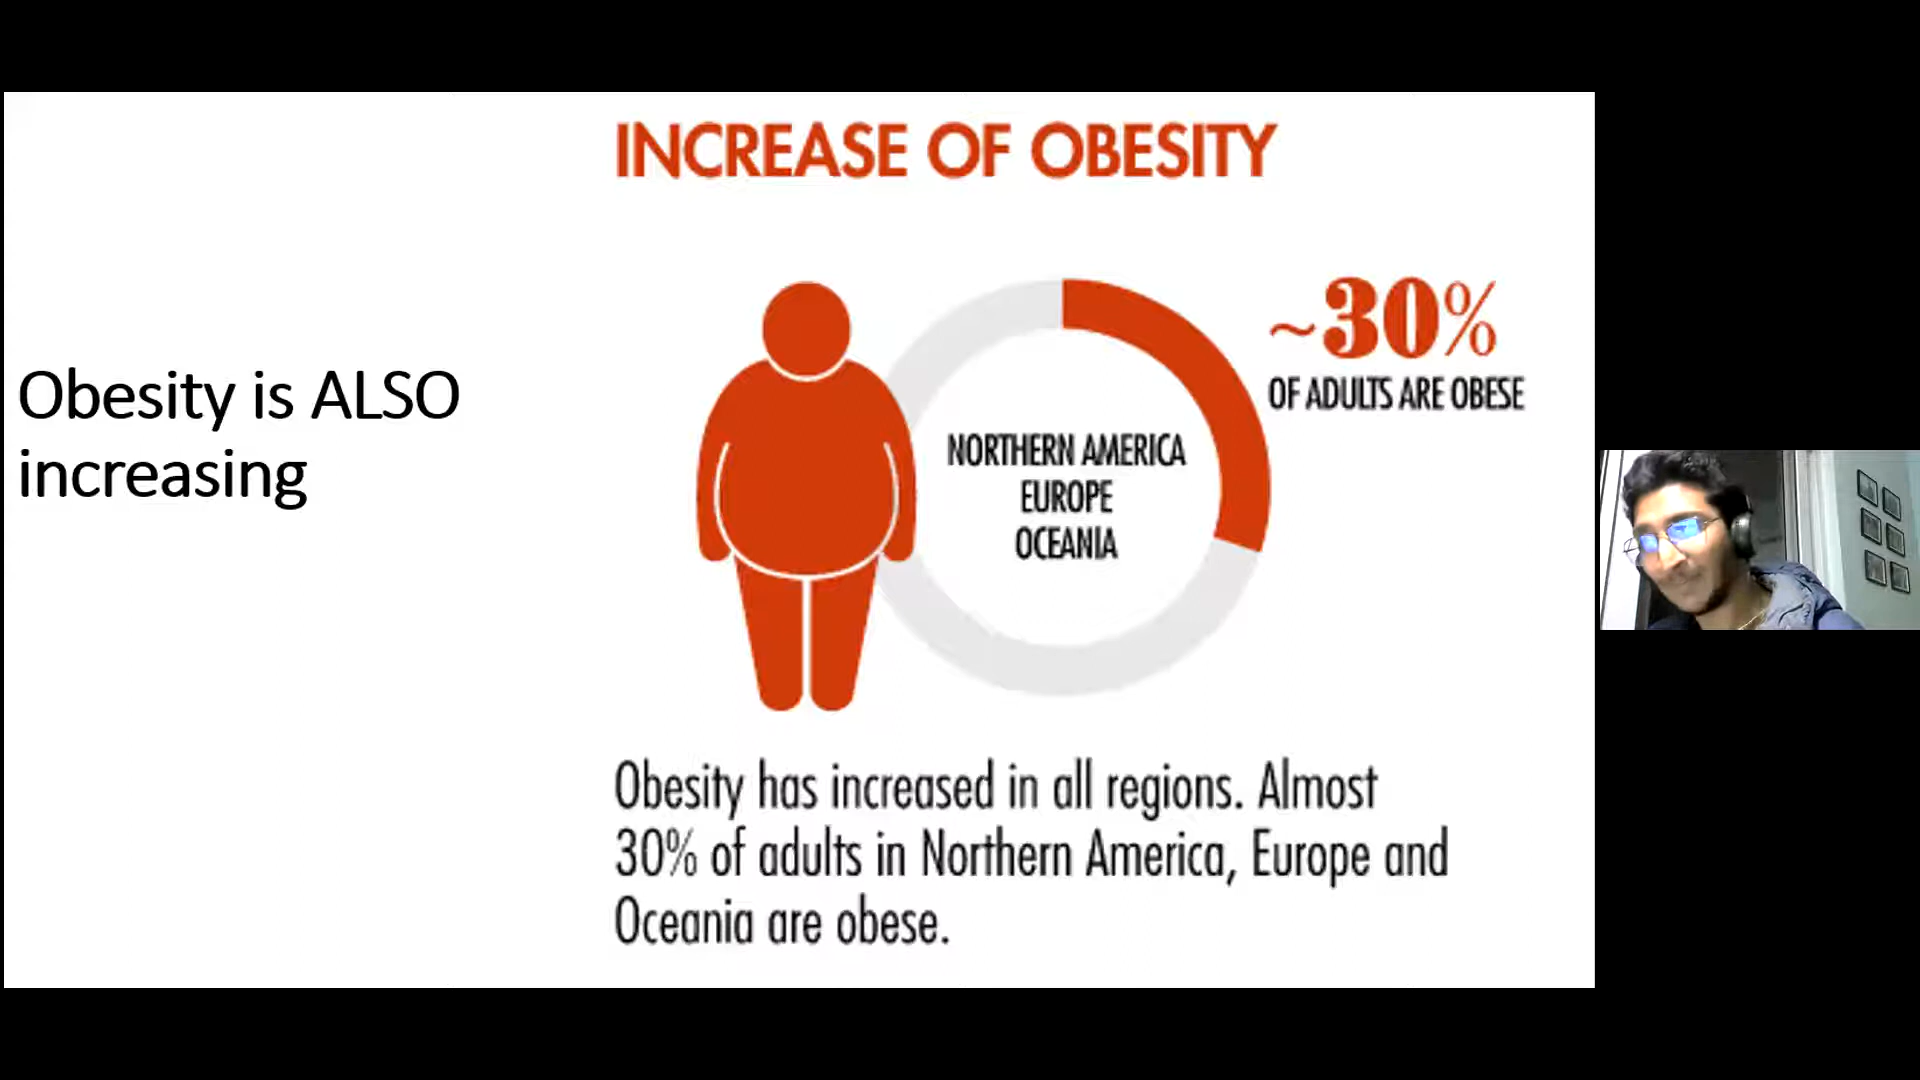 INCREASE OF OBESITY
Obesity is ALSO
increasing
~30%
OF ADULTS ARE OBESE
NORTHERN AMERICA
EUROPE
OCEANIA
Obesity has increased in all regions. Almost
30% of adults in Northern America, Europe and
Oceania are obese.